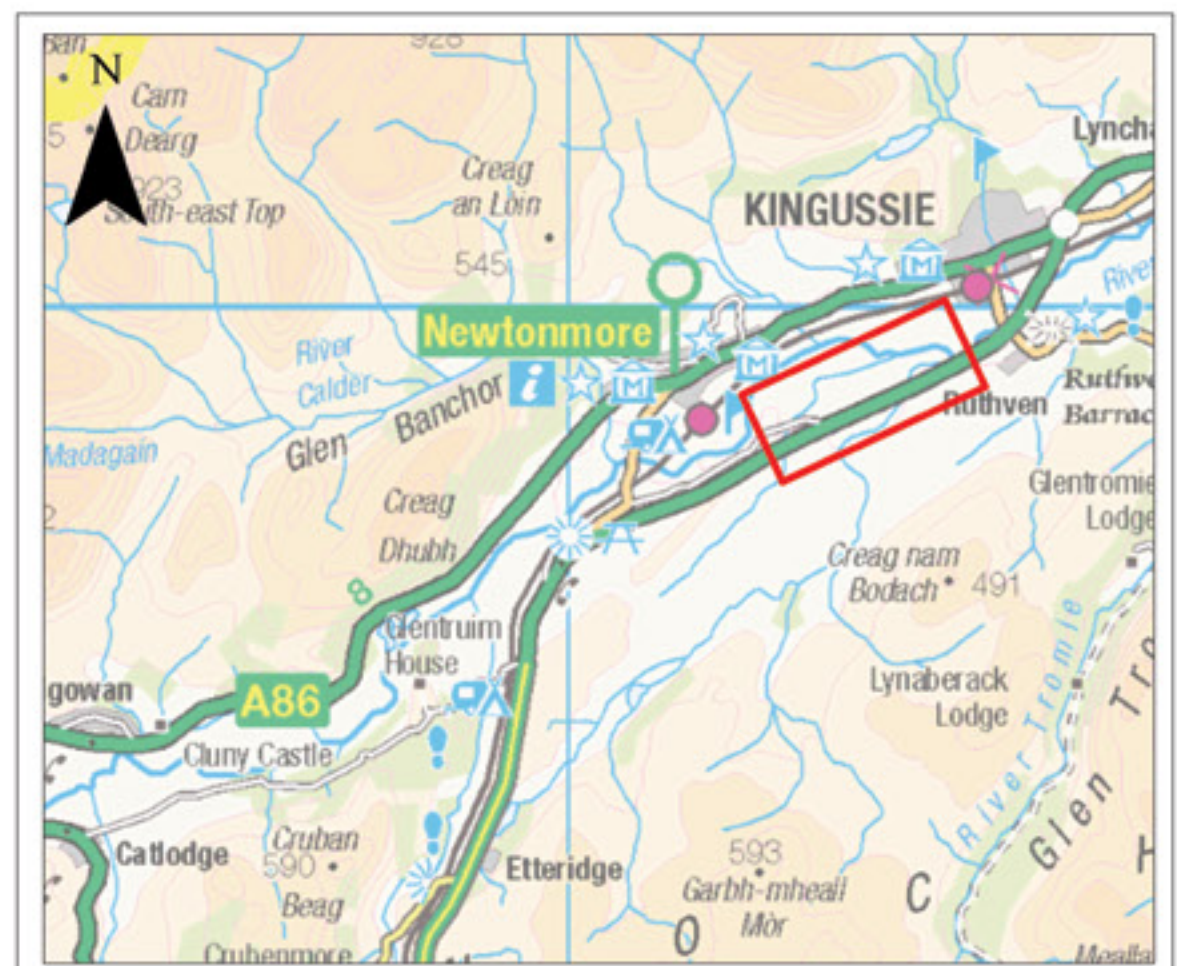 928
N
Carn
Dearg
923
South-east Top
Creag
an Loin
545
KINGUSSIE
Newtonmore
River
Calder
Glen Banchor
Madagain
Creag
Dhubh
8
Ruthven
Barrac
Glentromie
Lodge
Creag nam
Bodach
491
Glentruim
House
gowan
A86
Cluny Castle
Lynaberack
Lodge
River Tromie
Glen Tro
Catlodge
Cruban
590
Beag
Etteridge
593
Garbh-mheall
Mòr
C
O
H
Crubenmore